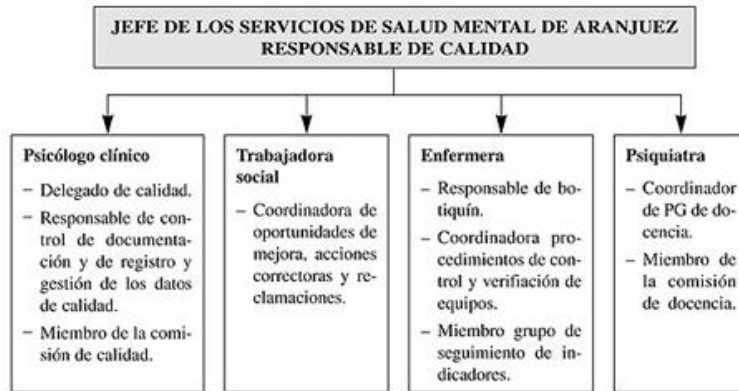 JEFE DE LOS SERVICIOS DE SALUD MENTAL DE ARANJUEZ
RESPONSABLE DE CALIDAD
Psicólogo clínico
– Delegado de calidad.
– Responsable de con-
trol de documenta-
ción y de registro y
gestión de los datos
de calidad.
– Miembro de la comi-
sión de calidad.
Trabajadora
social
– Coordinadora de
oportunidades de
mejora, acciones
correctoras y re-
clamaciones.
Enfermera
– Responsable de bo-
tiquín.
– Coordinadora pro-
cedimientos de con-
trol y verifiación de
equipos.
– Miembro grupo de
seguimiento de in-
dicadores.
Psiquiatra
– Coordinador
de PG de do-
cencia.
– Miembro de
la comisión
de docencia.